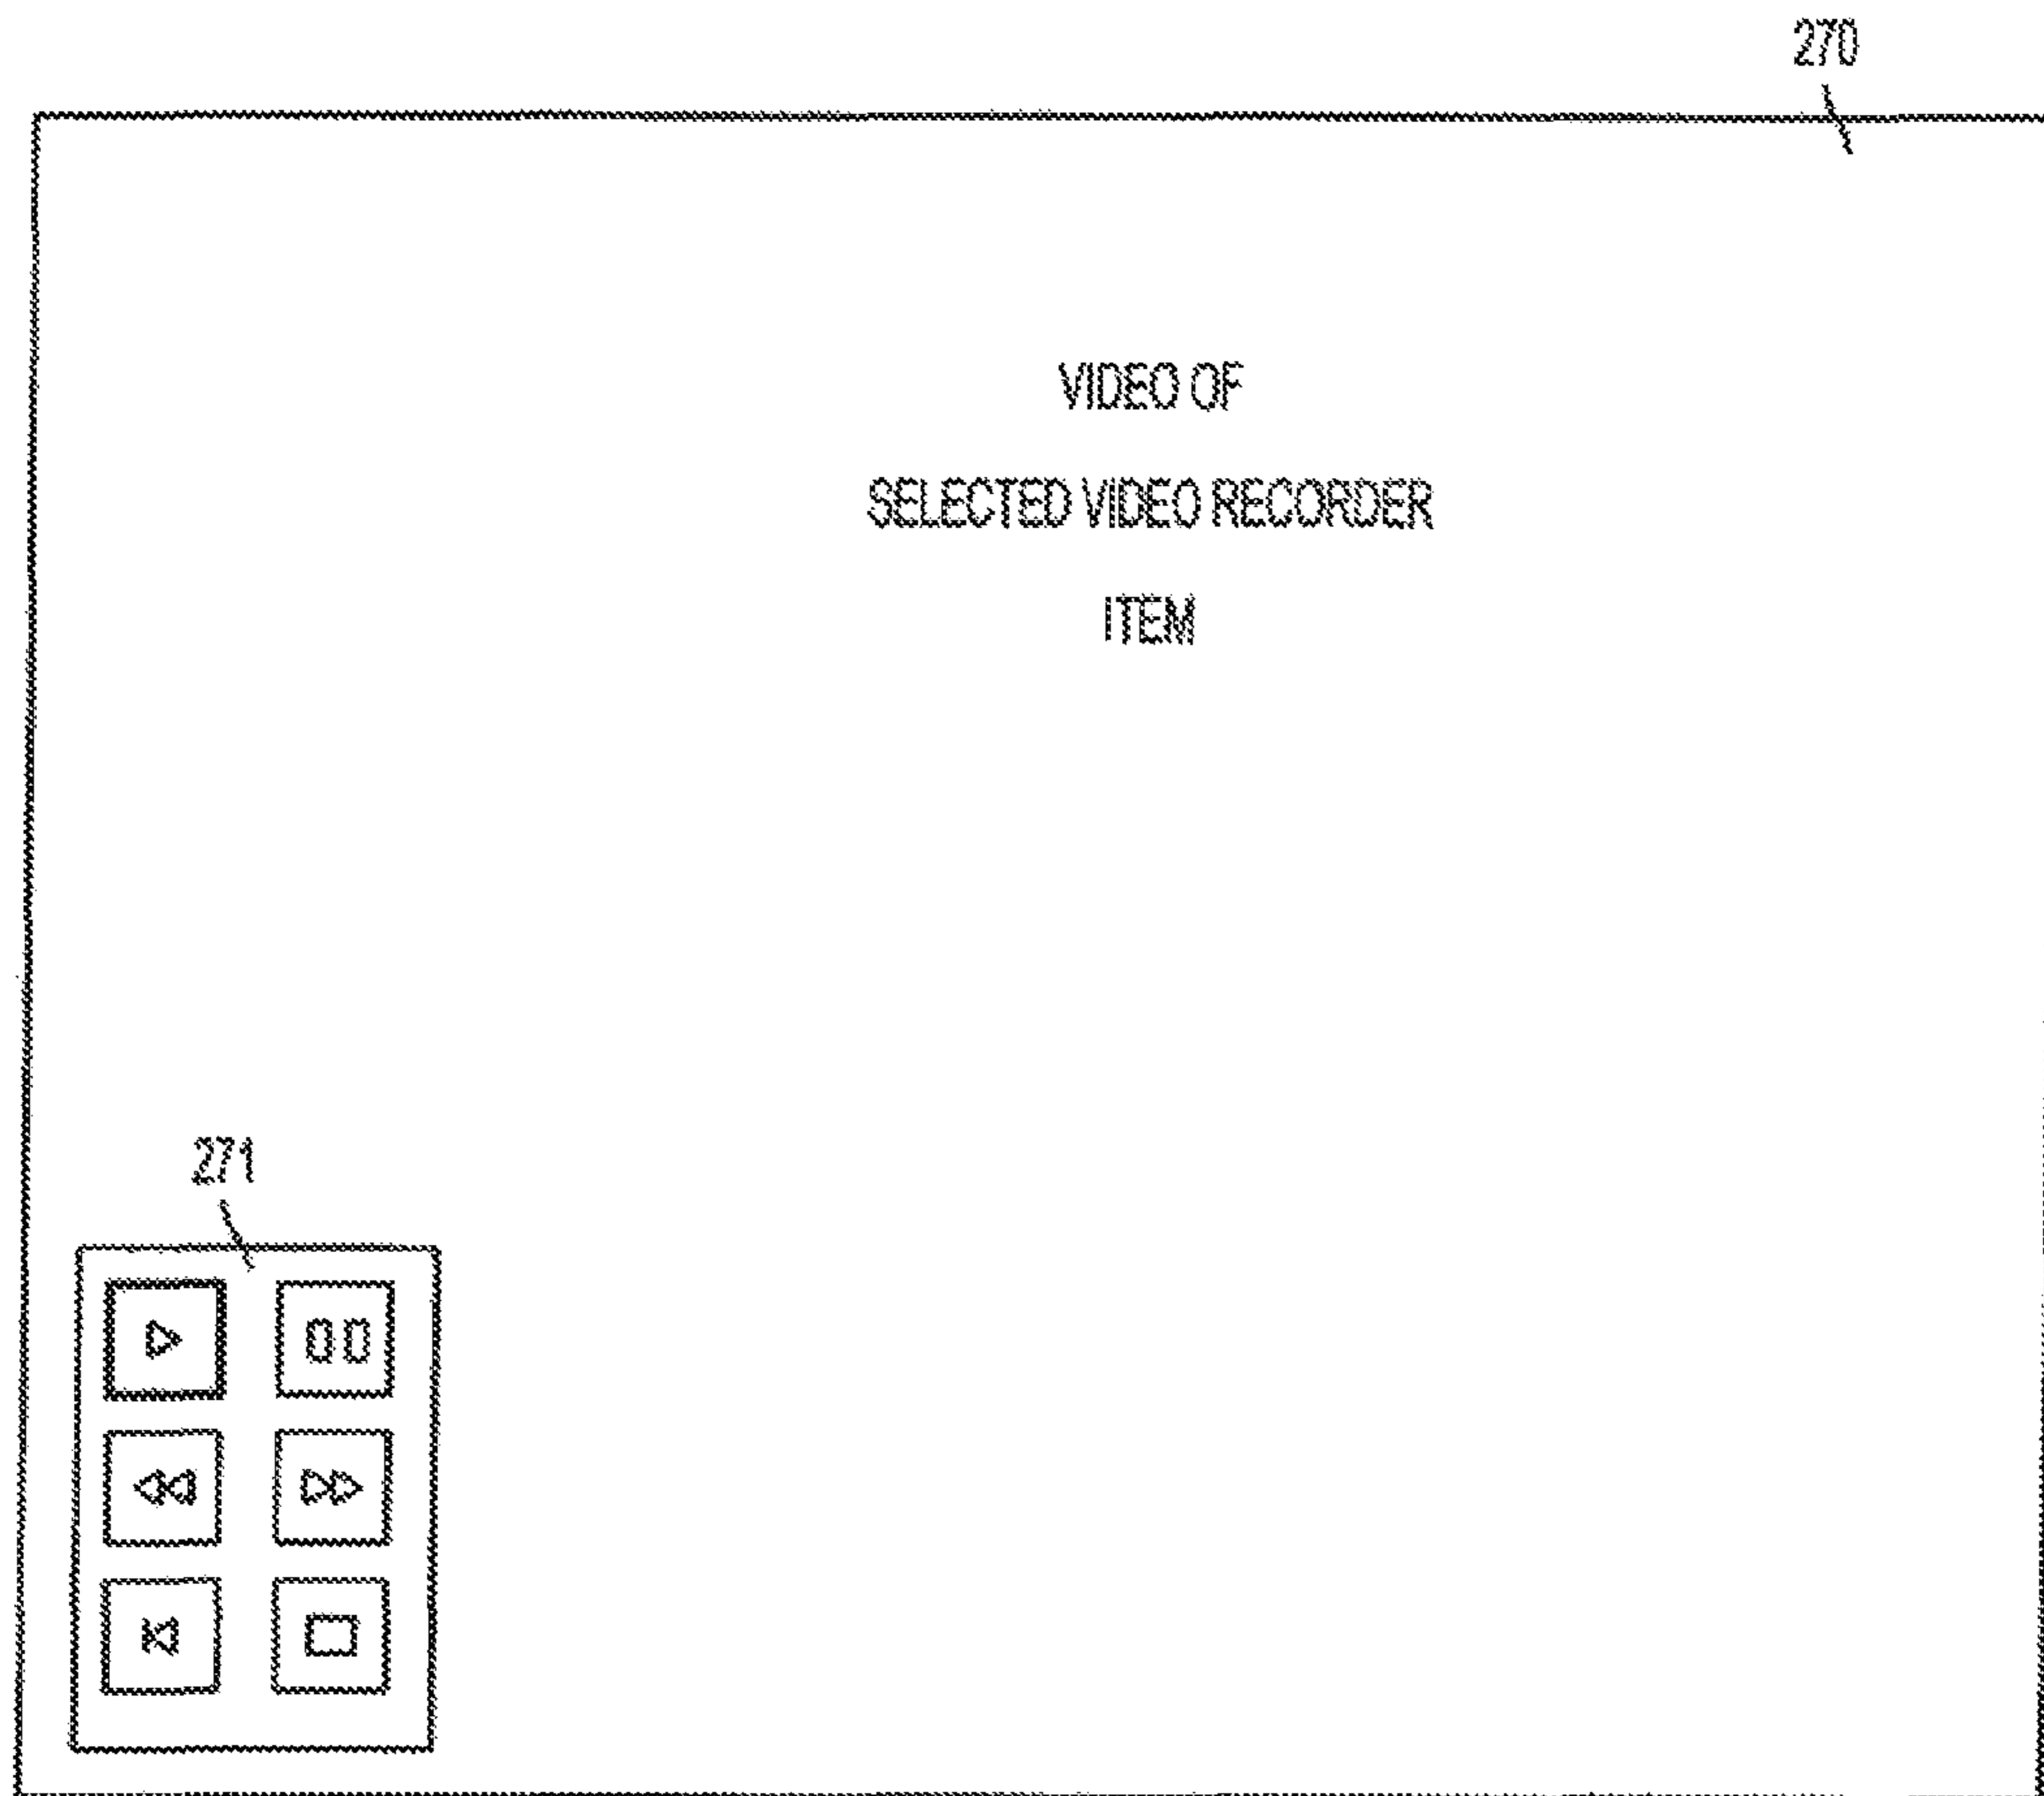 270
VIDEO OF
SELECTED VIDEO RECORDER
ITEM
271